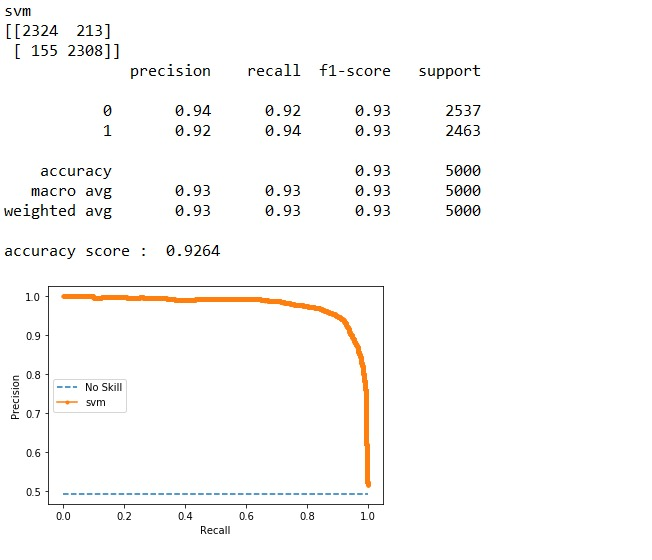 svm
[[2324  213]
 [ 155 2308]]
              precision    recall  f1-score   support

           0       0.94      0.92      0.93      2537
           1       0.92      0.94      0.93      2463

    accuracy                           0.93      5000
   macro avg       0.93      0.93      0.93      5000
weighted avg       0.93      0.93      0.93      5000

accuracy score :  0.9264
1.0
0.9
0.8
0.7
0.6
0.5
Precision
No Skill
svm
0.0 0.2 0.4 0.6 0.8 1.0
Recall